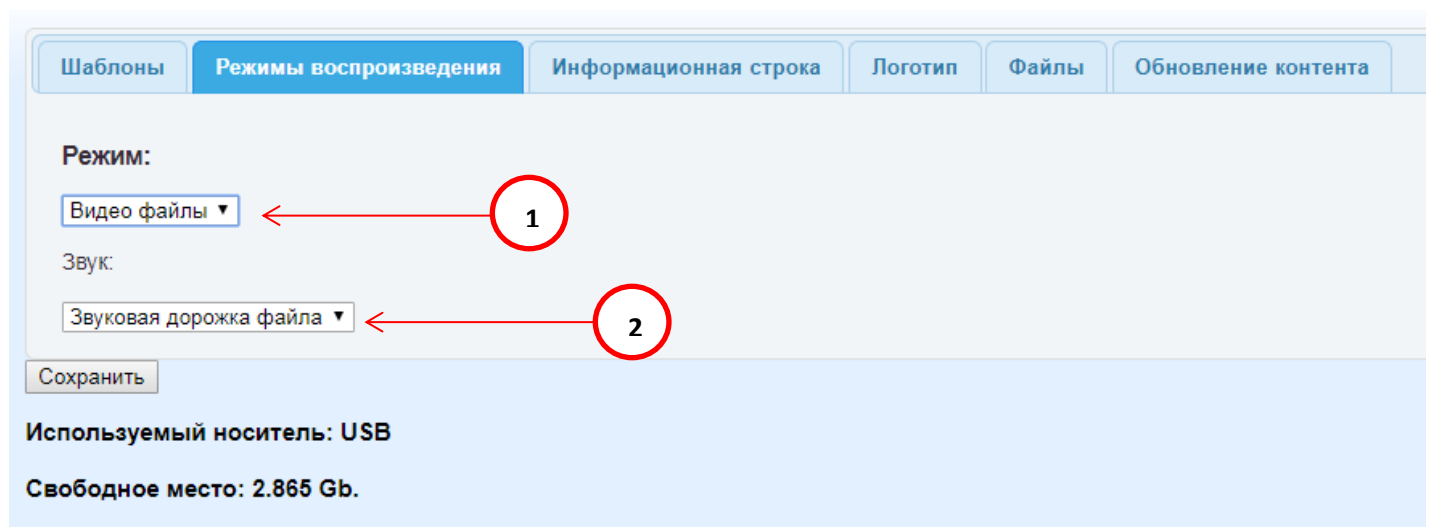 Шаблоны Режимы воспроизведения Информационная строка Логотип Файлы Обновление контента
Режим:
Видео файлы
1
Звук:
Звуковая дорожка файла
2
Сохранить
Используемый носитель: USB
Свободное место: 2.865 Gb.